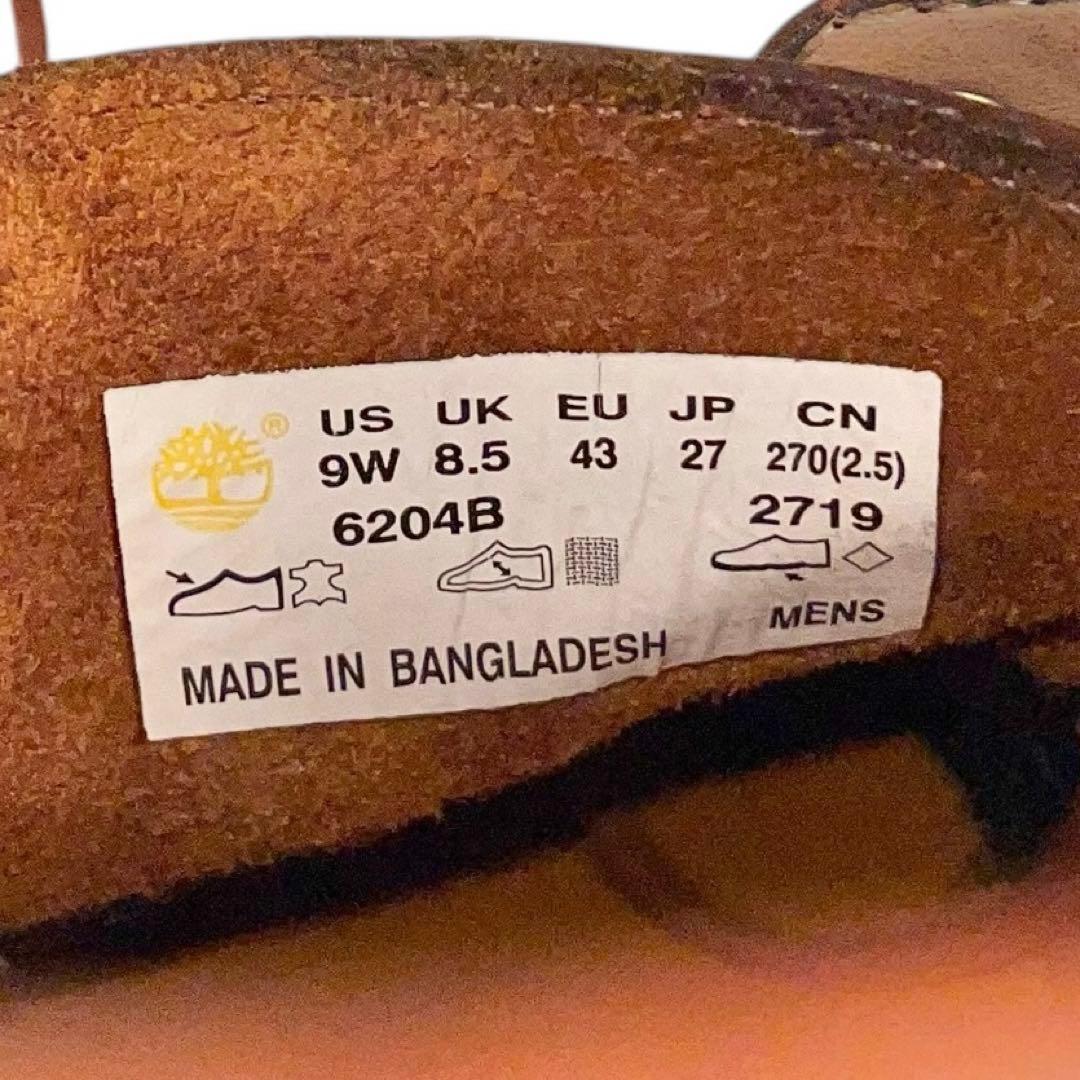 ® US UK EU JP CN
9W 8.5 43 27 270(2.5)
6204B 2719
MENS
MADE IN BANGLADESH